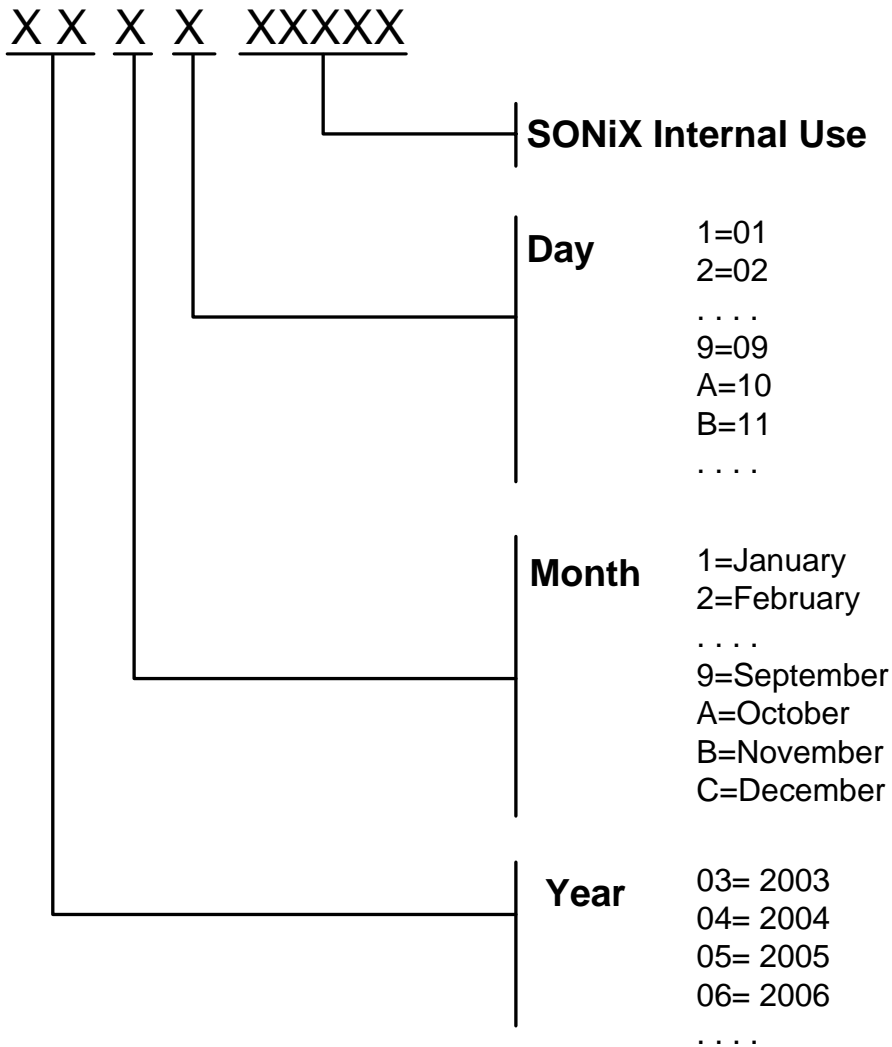 X X X X XXXXX
SONiX Internal Use
Day
1=01
2=02
. . . .
9=09
A=10
B=11
. . . .
Month
1=January
2=February
. . . .
9=September
A=October
B=November
C=December
Year
03= 2003
04= 2004
05= 2005
06= 2006
. . . .